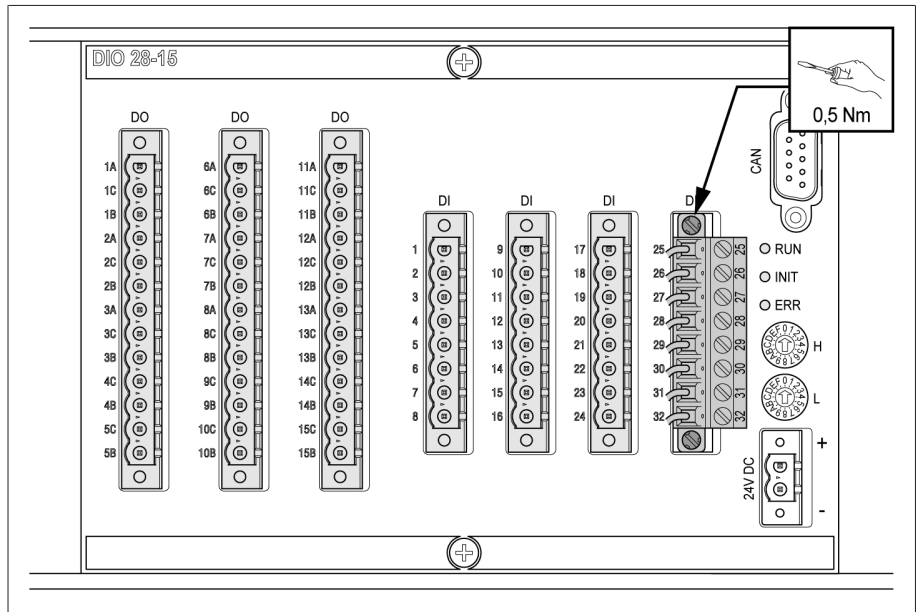 DIO 28-15
0,5 Nm
DO
DO
DO
CAN
1A
1C
1B
2A
2C
2B
3A
3C
3B
4C
4B
5C
5B
6A
6C
6B
7A
7C
7B
8A
8C
8B
9C
9B
10C
10B
11A
11C
11B
12A
12C
12B
13A
13C
13B
14C
14B
15C
15B
DI
DI
DI
1
2
3
4
5
6
7
8
9
10
11
12
13
14
15
16
17
18
19
20
21
22
23
24
25
26
27
28
29
30
31
32
25
26
27
28
29
30
31
32
RUN
INIT
ERR
H
L
24V DC
+
-